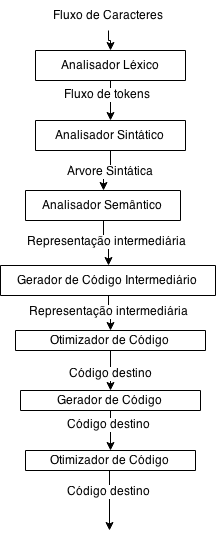 Fluxo de Caracteres
Analisador Léxico
Fluxo de tokens
Analisador Sintático
Arvore Sintática
Analisador Semântico
Representação intermediária
Gerador de Código Intermediário
Representação intermediária
Otimizador de Código
Código destino
Gerador de Código
Código destino
Otimizador de Código
Código destino